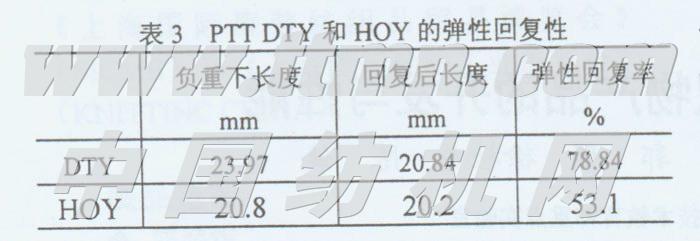 表 3 PTT DTY 和 HOY 的弹性回复性
负重下长度 回复后长度 弹性回复率
mm mm %
DTY 23.97 20.84 78.84
HOY 20.8 20.2 53.1
www.ttmn.com
中国纺机网